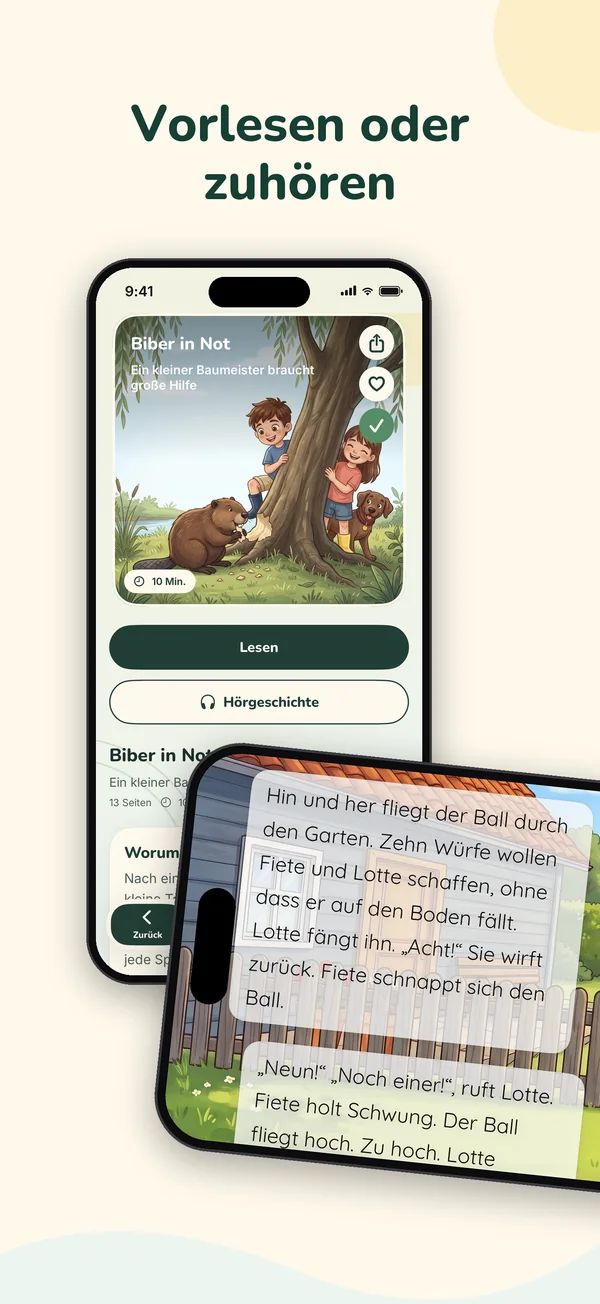 Vorlesen oder
zuhören
9:41
Biber in Not
Ein kleiner Baumeister braucht
große Hilfe
10 Min.
Lesen
Hörgeschichte
Biber in Not
Ein kleiner
13 Seiten
Worum
Nach
Zurück
jede
Hin und her fliegt der Ball durch
den Garten. Zehn Würfe wollen
Fiete und Lotte schaffen, ohne
dass er auf den Boden fällt.
Lotte fängt ihn. „Acht!“ Sie wirft
zurück. Fiete schnappt sich den
Ball.
„Neun!“ „Noch einer!“, ruft Lotte.
Fiete holt Schwung. Der Ball
fliegt hoch. Zu hoch. Lotte